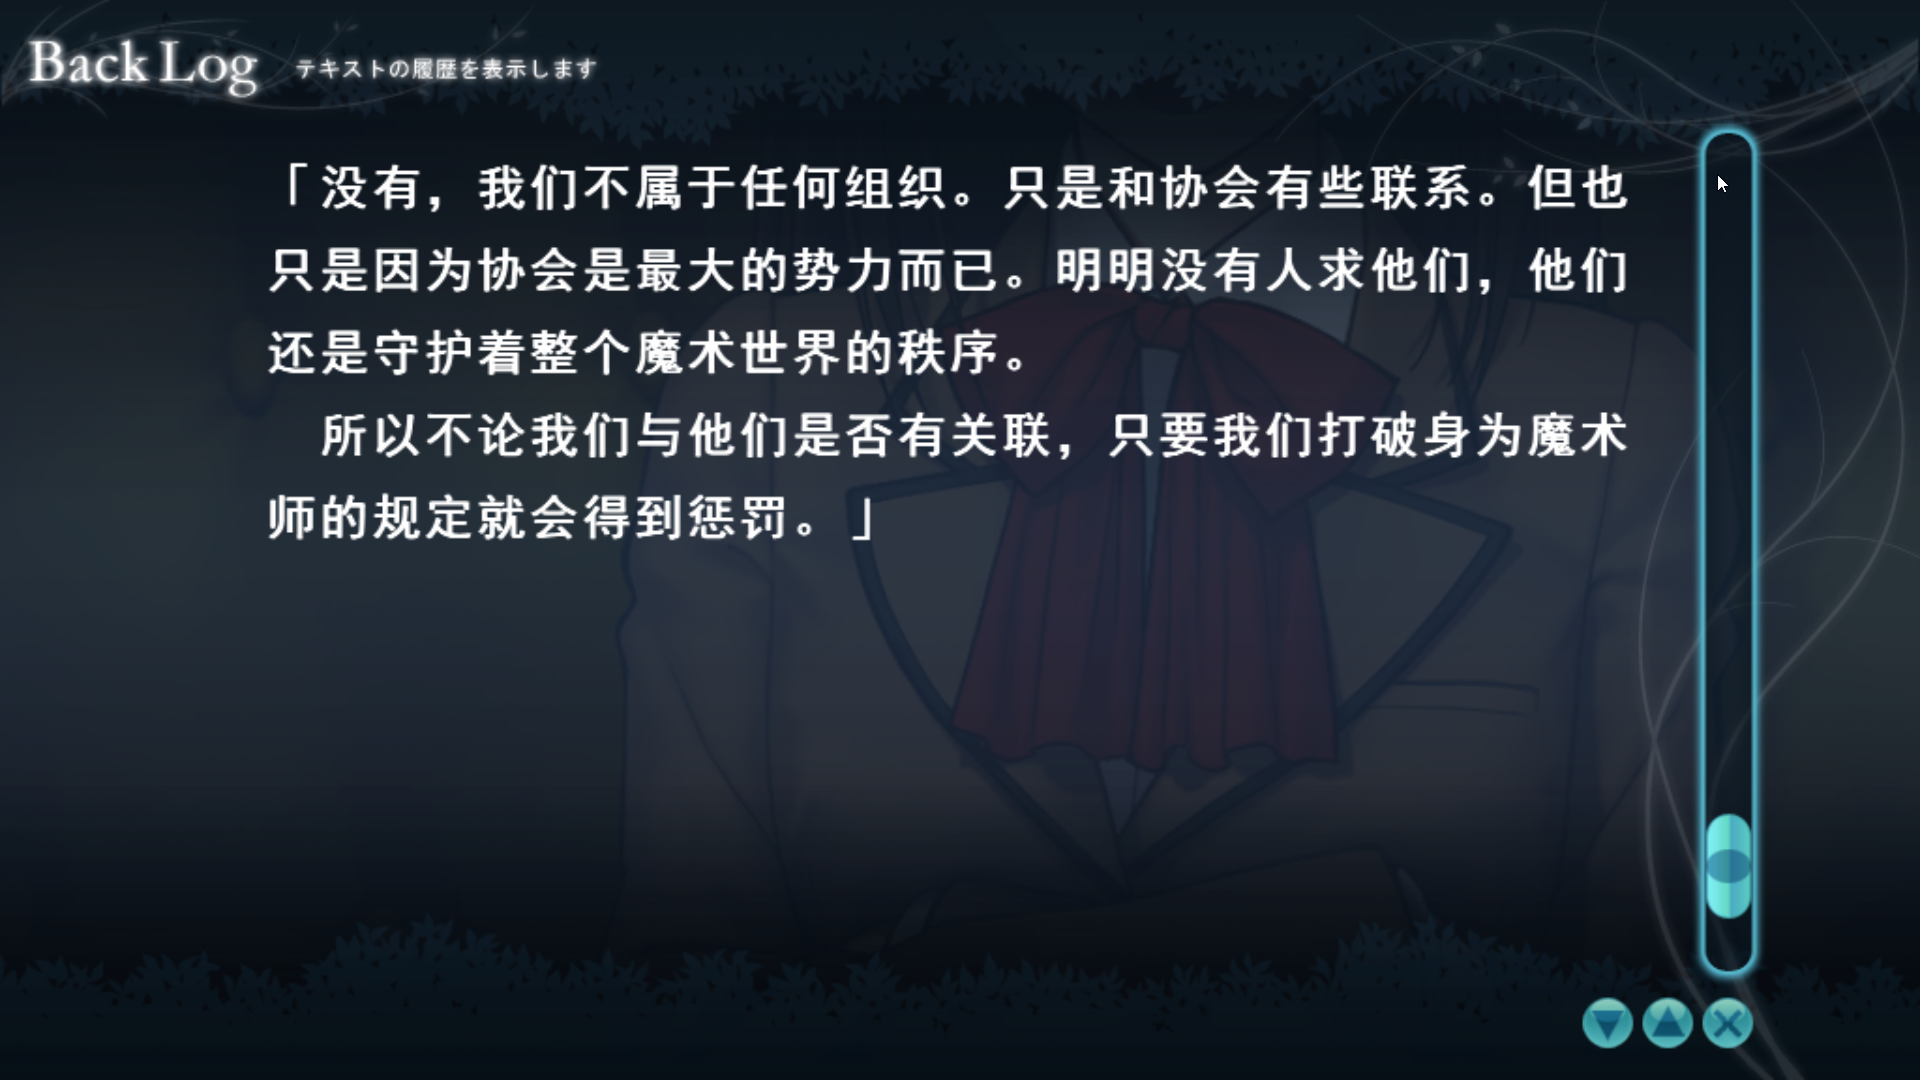 Back Log テキストの履歴を表示します
「没有，我们不属于任何组织。只是和协会有些联系。但也
只是因为协会是最大的势力而已。明明没有人求他们，他们
还是守护着整个魔术世界的秩序。
所以不论我们与他们是否有关联，只要我们打破身为魔术
师的规定就会得到惩罚。」